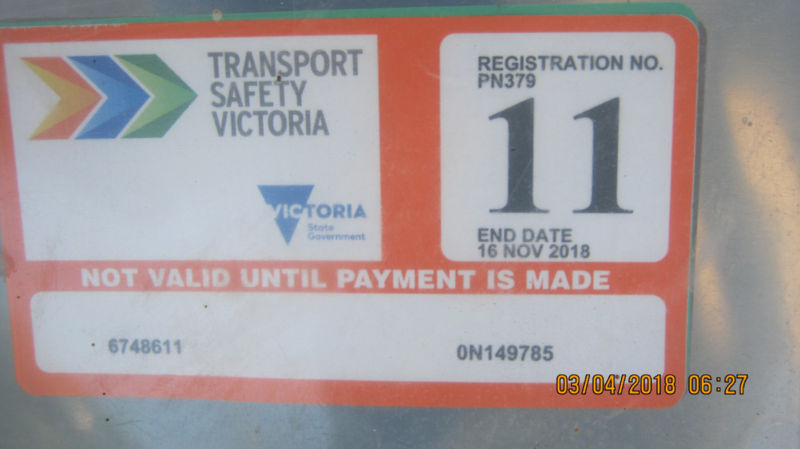 TRANSPORT
SAFETY
VICTORIA
VICTORIA
State
Government
REGISTRATION NO.
PN379
11
END DATE
16 NOV 2018
NOT VALID UNTIL PAYMENT IS MADE
6748611
0N149785
03/04/2018 06:27